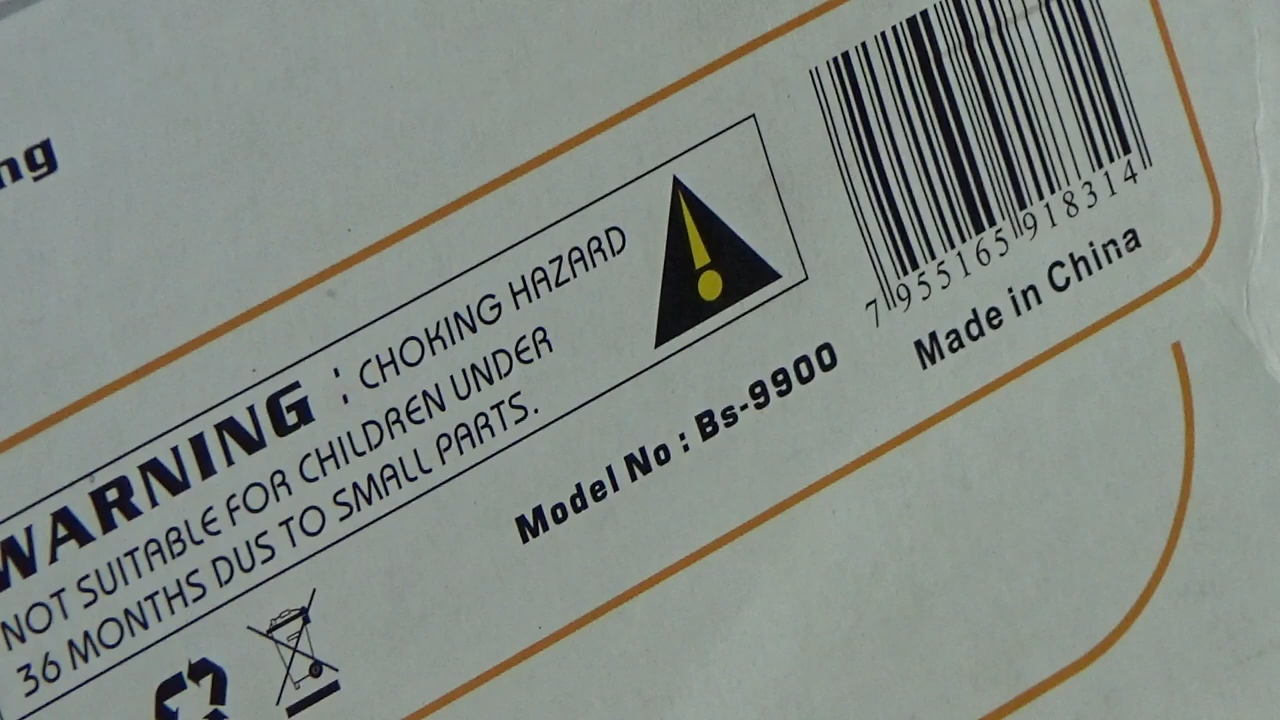 WARNING : CHOKING HAZARD
NOT SUITABLE FOR CHILDREN UNDER
36 MONTHS DUS TO SMALL PARTS.
Model No : Bs-9900
7 955165 918314
Made in China